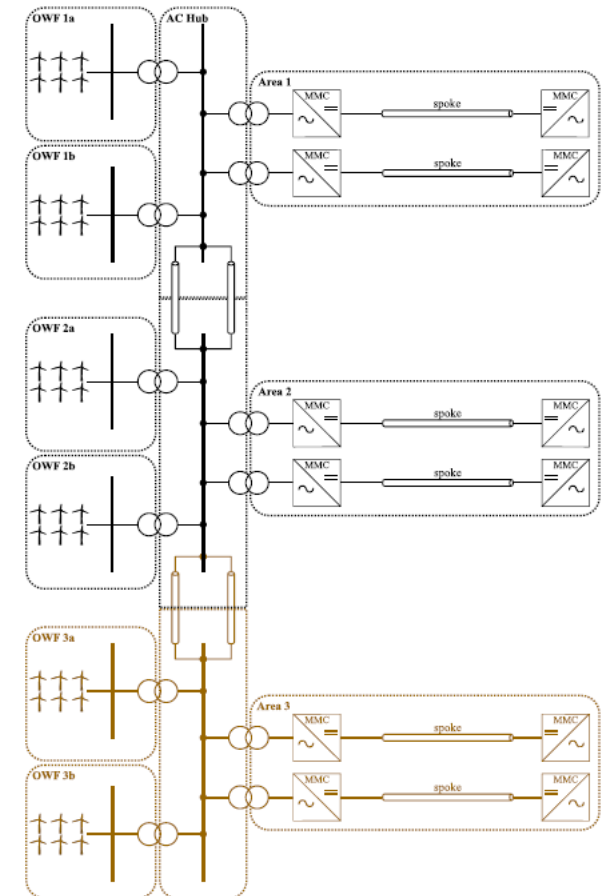 OWF 1a
AC Hub
Area 1
MMC
spoke
MMC
OWF 1b
MMC
spoke
MMC
OWF 2a
Area 2
MMC
spoke
MMC
OWF 2b
MMC
spoke
MMC
OWF 3a
Area 3
MMC
spoke
MMC
OWF 3b
MMC
spoke
MMC